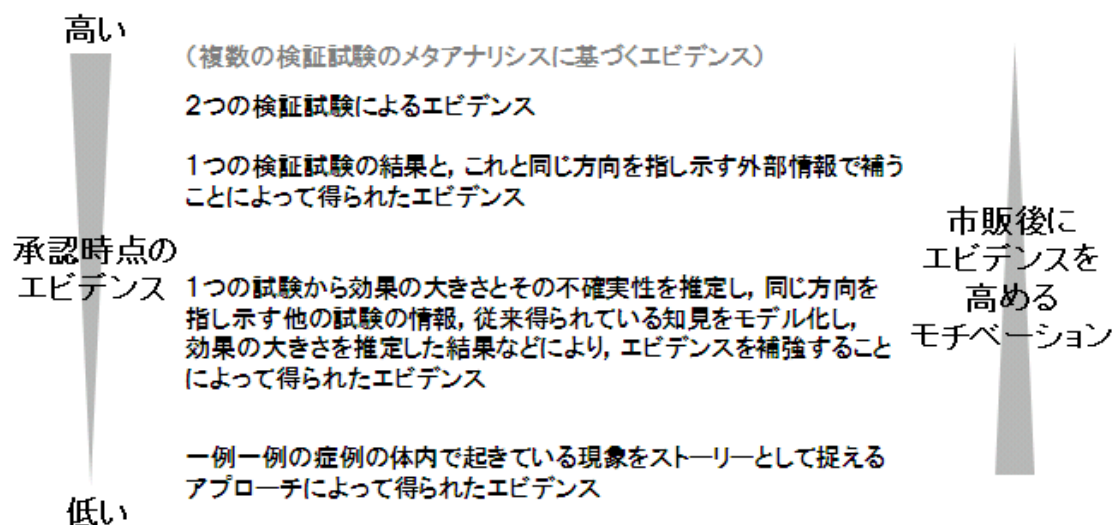 高い
（複数の検証試験のメタアナリシスに基づくエビデンス）
2つの検証試験によるエビデンス
1つの検証試験の結果と, これと同じ方向を指し示す外部情報で補う
ことによって得られたエビデンス
承認時点の
エビデンス
1つの試験から効果の大きさとその不確実性を推定し, 同じ方向を
指し示す他の試験の情報, 従来得られている知見をモデル化し,
効果の大きさを推定した結果などにより, エビデンスを補強すること
によって得られたエビデンス
一例一例の症例の体内で起きている現象をストーリーとして捉える
アプローチによって得られたエビデンス
低い
市販後に
エビデンスを
高める
モチベーション